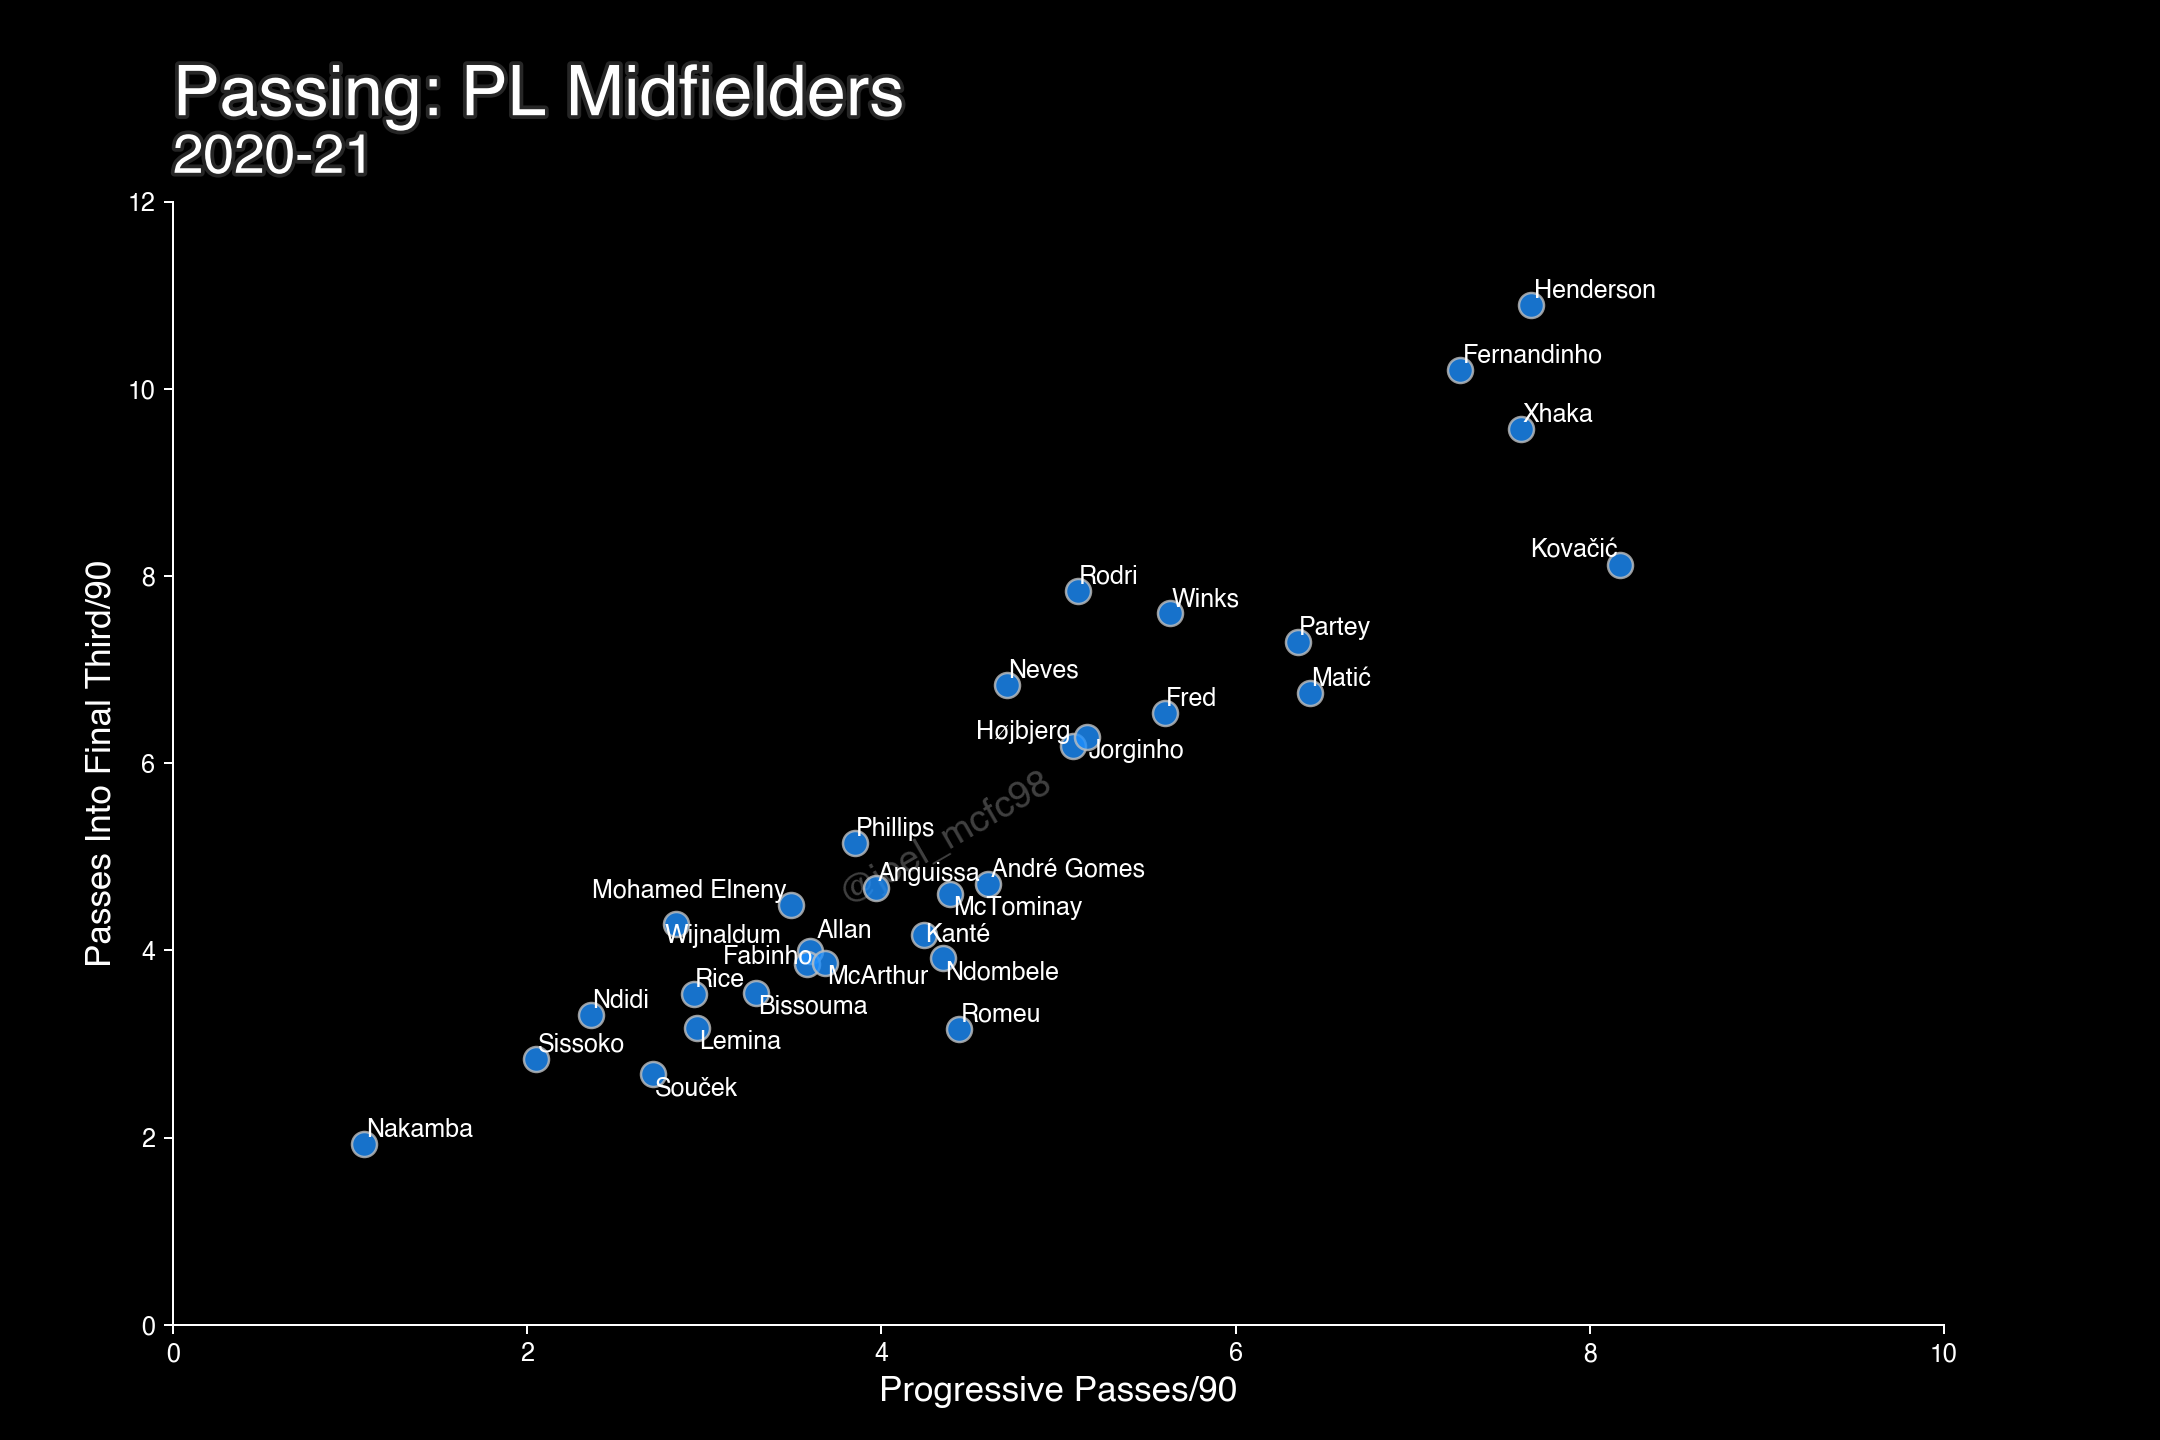 Passing: PL Midfielders
2020-21
12
10
8
6
4
2
0
0
2
4
6
8
10
Passes Into Final Third/90
Progressive Passes/90
Henderson
Fernandinho
Xhaka
Kovačić
Rodri
Winks
Partey
Neves
Matić
Fred
Højbjerg
Jorginho
@joel_mcfc98
Phillips
Anguissa
André Gomes
Mohamed Elneny
McTominay
Allan
Wijnaldum
Kanté
Fabinho
McArthur
Ndombele
Rice
Bissouma
Ndidi
Romeu
Lemina
Sissoko
Souček
Nakamba